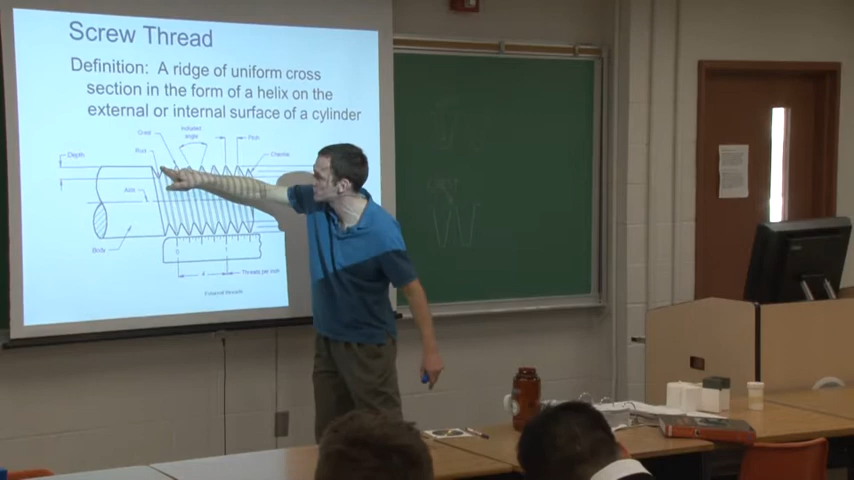 Screw Thread
Definition: A ridge of uniform cross
section in the form of a helix on the
external or internal surface of a cylinder
Crest
Included
angle
Pitch
Root
Depth
Axis
Body
Threads per inch
External threads